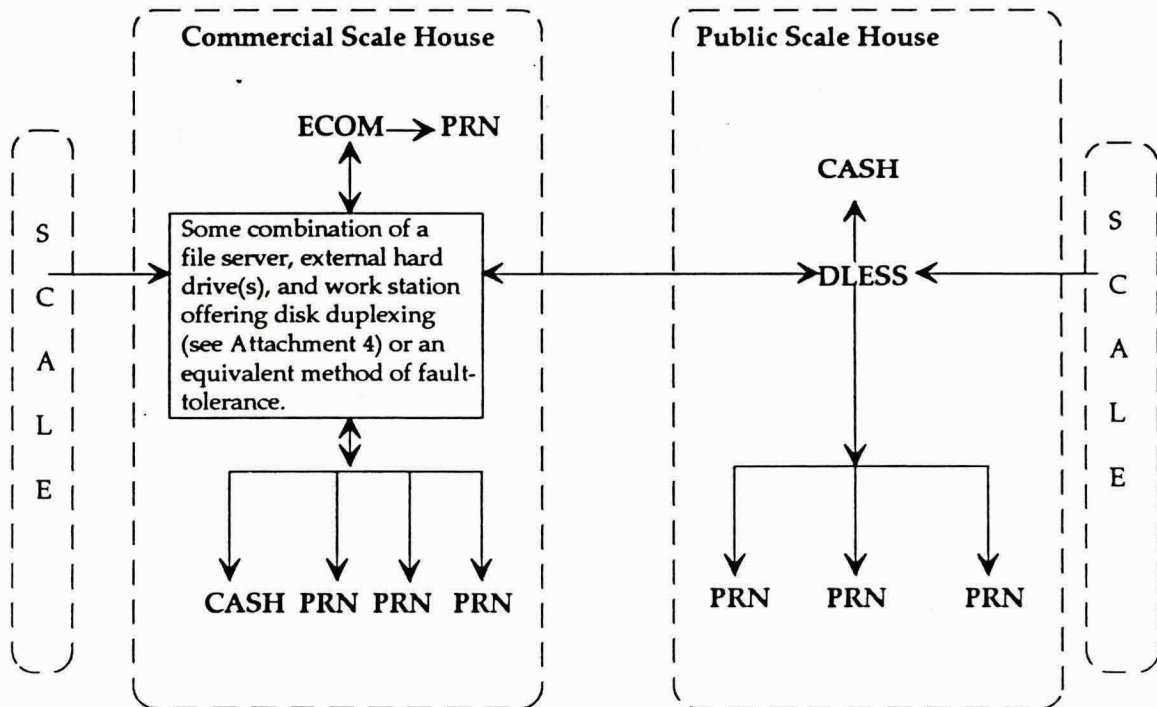 Commercial Scale House
Public Scale House
ECOM PRN
CASH
S
C
A
L
E
Some combination of a
file server, external hard
drive(s), and work station
offering disk duplexing
(see Attachment 4) or an
equivalent method of fault-
tolerance.
DLESS
S
C
A
L
E
CASH PRN PRN PRN
PRN PRN PRN